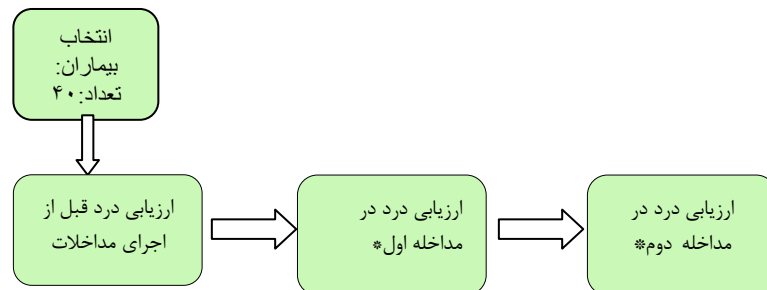 انتخاب
بیماران:
تعداد: ۴۰
ارزیابی درد قبل از
اجرای مداخلات
ارزیابی درد در
مداخله اول*
ارزیابی درد در
مداخله دوم*